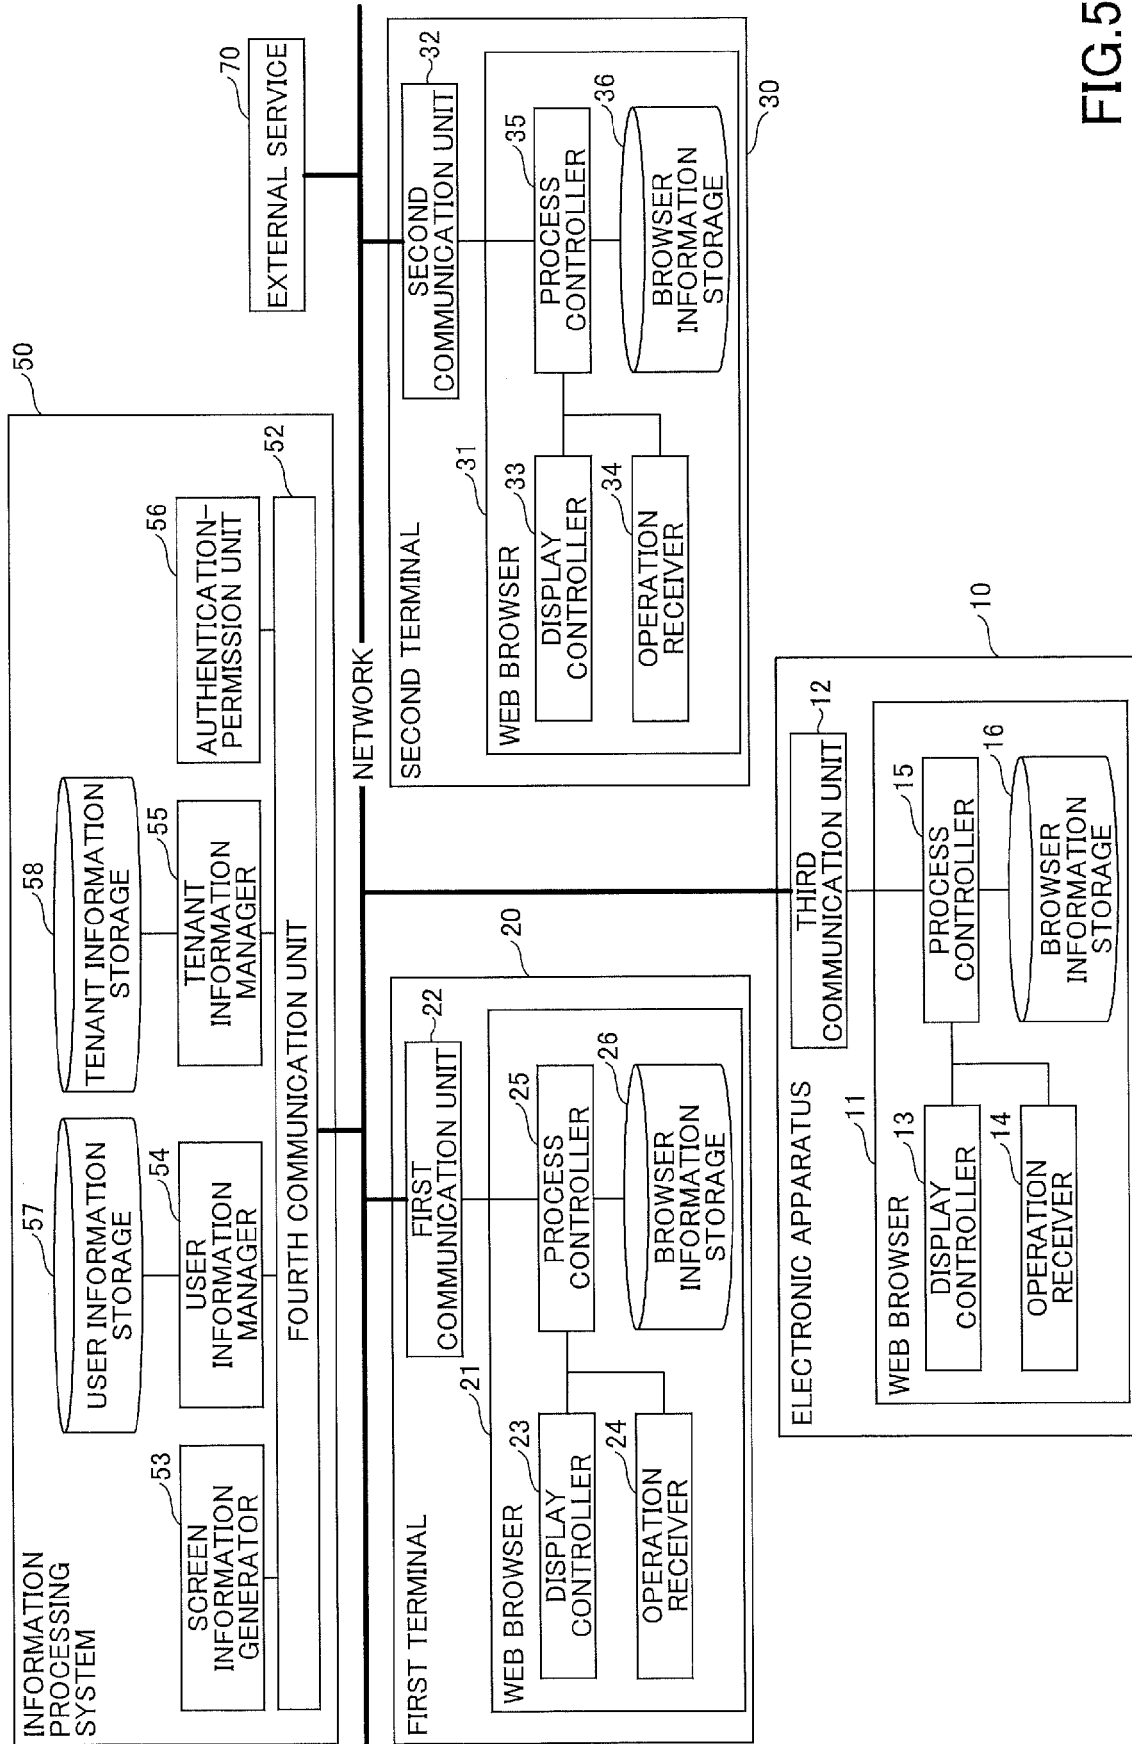 INFORMATION
PROCESSING
SYSTEM
50
57
USER INFORMATION
STORAGE
58
TENANT INFORMATION
STORAGE
53
SCREEN
INFORMATION
GENERATOR
54
USER
INFORMATION
MANAGER
55
TENANT
INFORMATION
MANAGER
56
AUTHENTICATION-
PERMISSION UNIT
52
FOURTH COMMUNICATION UNIT
70
EXTERNAL SERVICE
NETWORK
FIRST TERMINAL
20
FIRST
COMMUNICATION UNIT
22
21
WEB BROWSER
23
DISPLAY
CONTROLLER
24
OPERATION
RECEIVER
25
PROCESS
CONTROLLER
26
BROWSER
INFORMATION
STORAGE
SECOND TERMINAL
SECOND
COMMUNICATION UNIT
32
31
WEB BROWSER
33
DISPLAY
CONTROLLER
34
OPERATION
RECEIVER
35
PROCESS
CONTROLLER
36
BROWSER
INFORMATION
STORAGE
30
ELECTRONIC APPARATUS
10
THIRD
COMMUNICATION UNIT
12
11
WEB BROWSER
13
DISPLAY
CONTROLLER
14
OPERATION
RECEIVER
15
PROCESS
CONTROLLER
16
BROWSER
INFORMATION
STORAGE
FIG.5